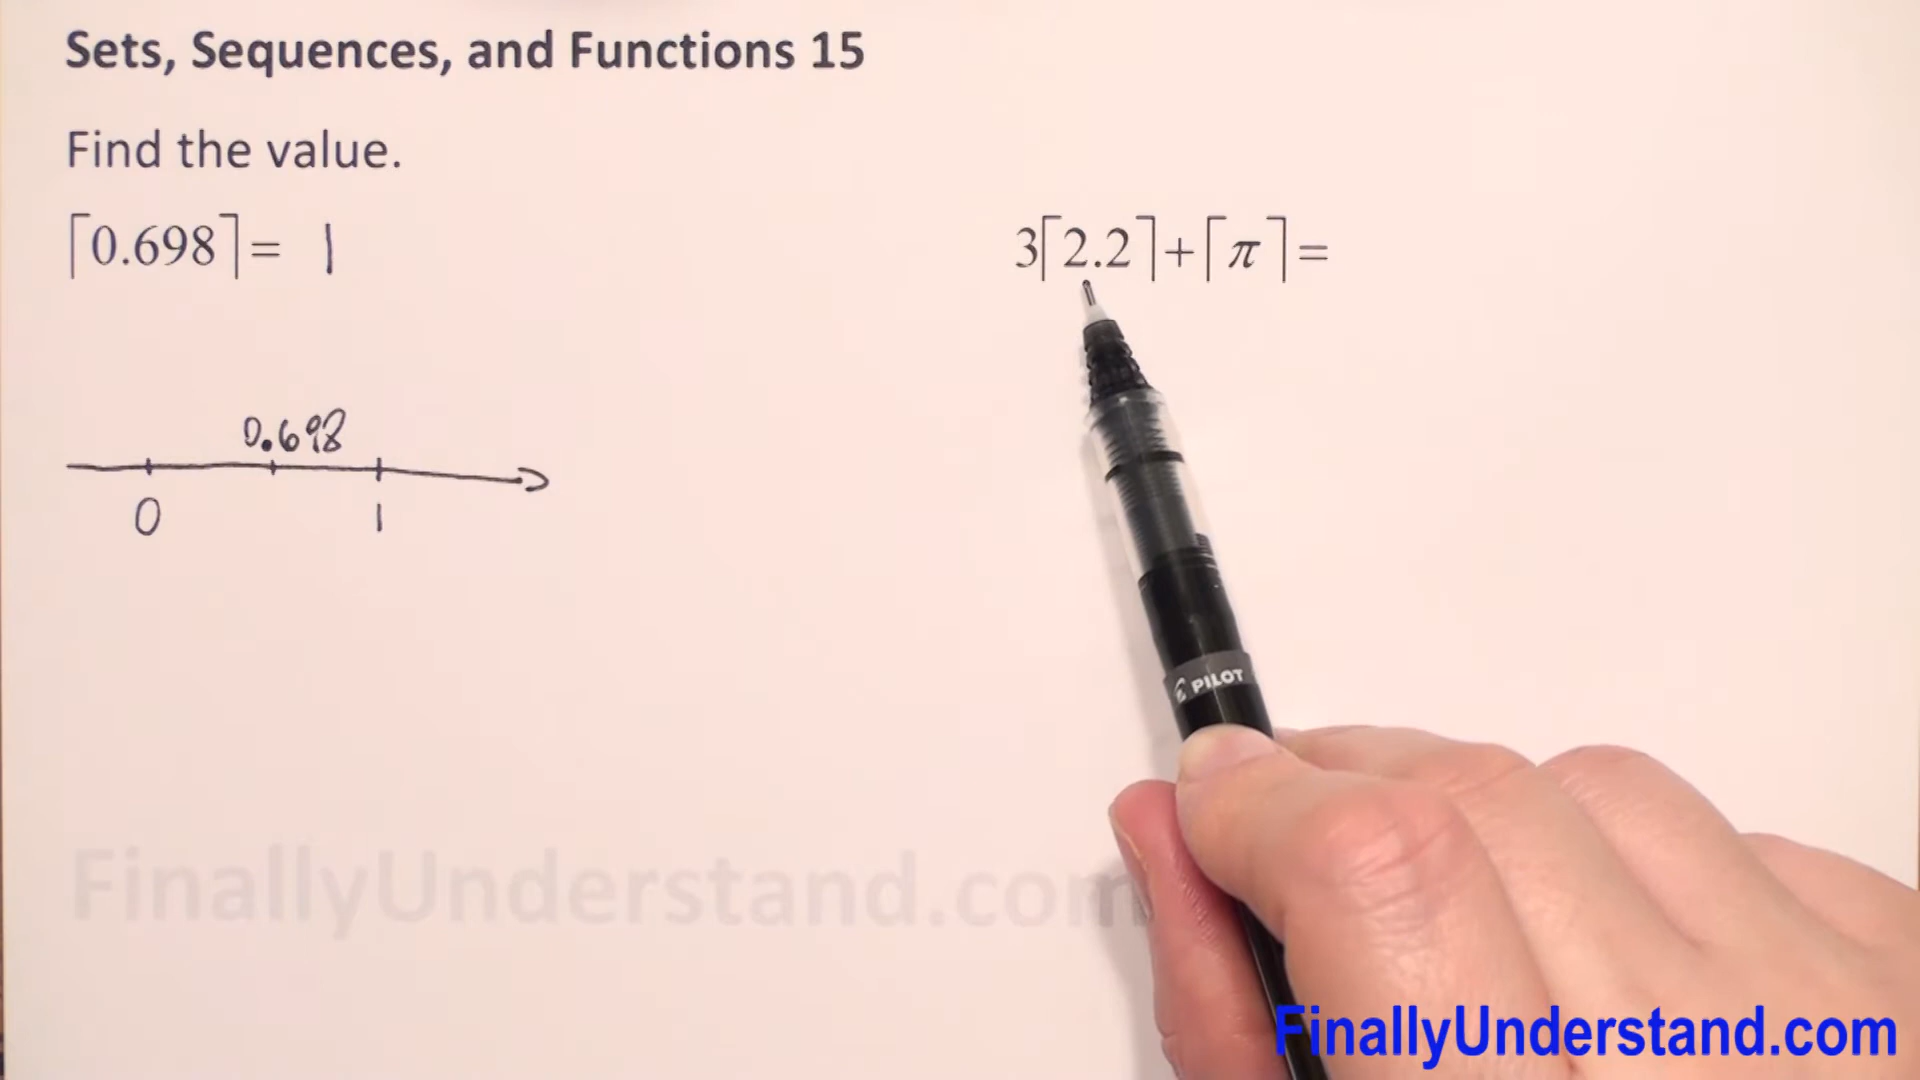 Sets, Sequences, and Functions 15
Find the value.
⌈0.698⌉ = 1
3⌈2.2⌉+⌈π⌉=
0.698
0 1
PILOT
FinallyUnderstand.com
FinallyUnderstand.com